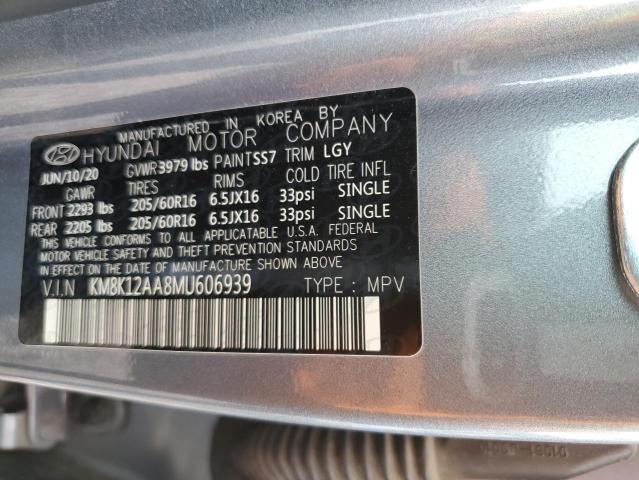 MANUFACTURED IN KOREA BY
HYUNDAI MOTOR COMPANY
JUN/10/20 GVWR 3979 lbs PAINT SS7 TRIM LGY
GAWR TIRES RIMS COLD TIRE INFL
FRONT 2293 lbs 205/60R16 6.5JX16 33psi SINGLE
REAR 2205 lbs 205/60R16 6.5JX16 33psi SINGLE
THIS VEHICLE CONFORMS TO ALL APPLICATABLE U.S.A. FEDERAL
MOTOR VEHICLE SAFETY AND THEFT PREVENTION STANDARDS
IN EFFECT ON THE DATE OF MANUFACTURE SHOWN ABOVE
V.I.N KM8K12AA8MU606939 TYPE : MPV